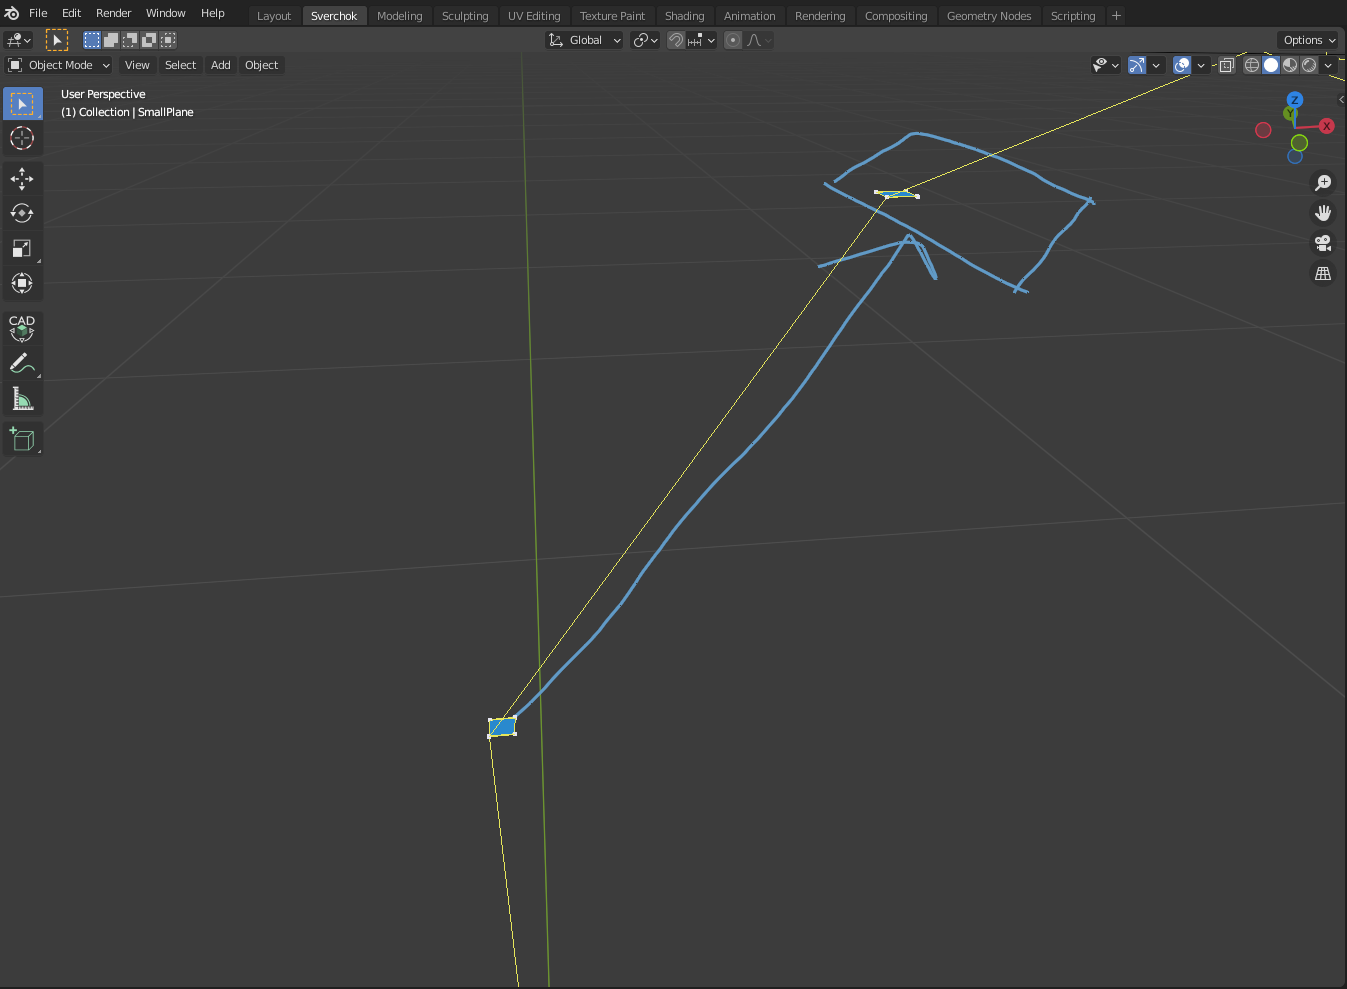 File Edit Render Window Help Layout Sverchok Modeling Sculpting UV Editing Texture Paint Shading Animation Rendering Compositing Geometry Nodes Scripting +
Global Options
Object Mode View Select Add Object
User Perspective
(1) Collection | SmallPlane
Z
Y
X
CAD